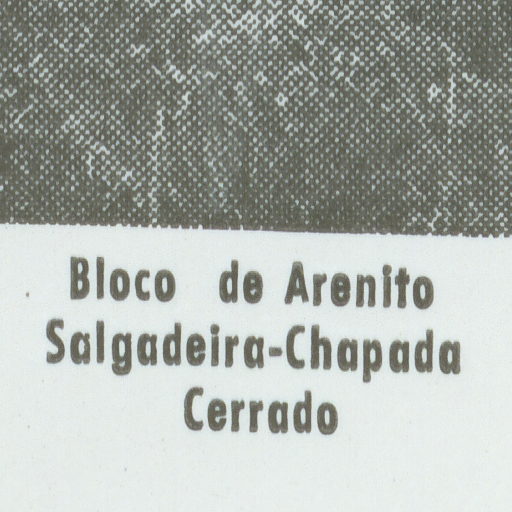 Bloco de Arenito
Salgadeira-Chapada
Cerrado